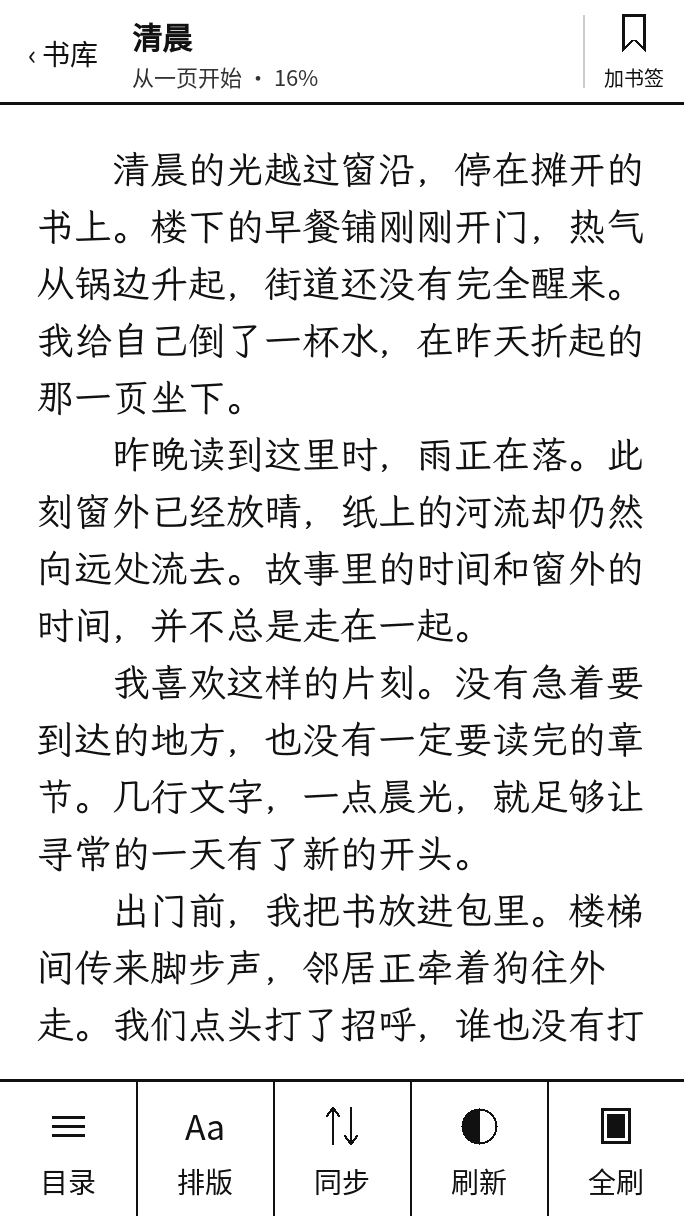 ‹ 书库
清晨
从一页开始 · 16%
加书签
清晨的光越过窗沿，停在摊开的
书上。楼下的早餐铺刚刚开门，热气
从锅边升起，街道还没有完全醒来。
我给自己倒了一杯水，在昨天折起的
那一页坐下。
昨晚读到这里时，雨正在落。此
刻窗外已经放晴，纸上的河流却仍然
向远处流去。故事里的时间和窗外的
时间，并不总是走在一起。
我喜欢这样的片刻。没有急着要
到达的地方，也没有一定要读完的章
节。几行文字，一点晨光，就足够让
寻常的一天有了新的开头。
出门前，我把书放进包里。楼梯
间传来脚步声，邻居正牵着狗往外
走。我们点头打了招呼，谁也没有打
目录
Aa
排版
同步
刷新
全刷